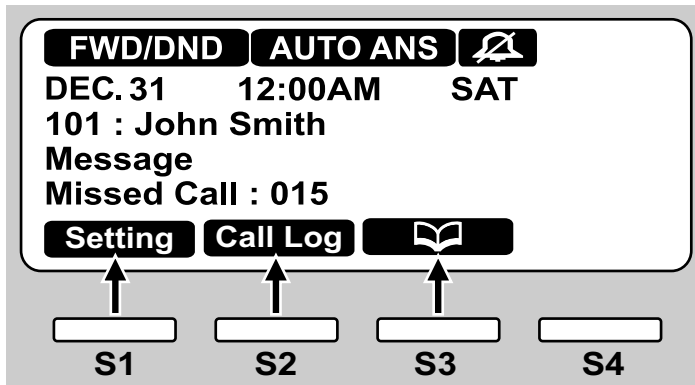 FWD/DND AUTO ANS
DEC. 31 12:00AM SAT
101 : John Smith
Message
Missed Call : 015
Setting Call Log
S1 S2 S3 S4